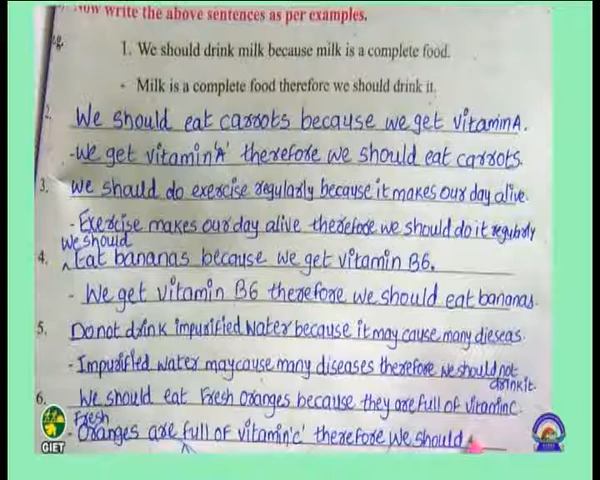 Now write the above sentences as per examples.
eg.
1. We should drink milk because milk is a complete food.
- Milk is a complete food therefore we should drink it.
2. We should eat carrots because we get vitamin A.
- We get vitamin 'A' therefore we should eat carrots.
3. We should do exercise regularly because it makes our day alive.
- Exercise makes our day alive therefore we should do it regularly
We should
4. ^ Eat bananas because we get vitamin B6.
- We get vitamin B6 therefore we should eat bananas.
5. Do not drink impurified water because it may cause many dieseas.
- Impurified water may cause many diseases therefore we should not
drink it.
6. We should eat Fresh oranges because they are full of vitamin C.
Fresh
- Oranges are full of vitamin 'c' therefore we should
GIET